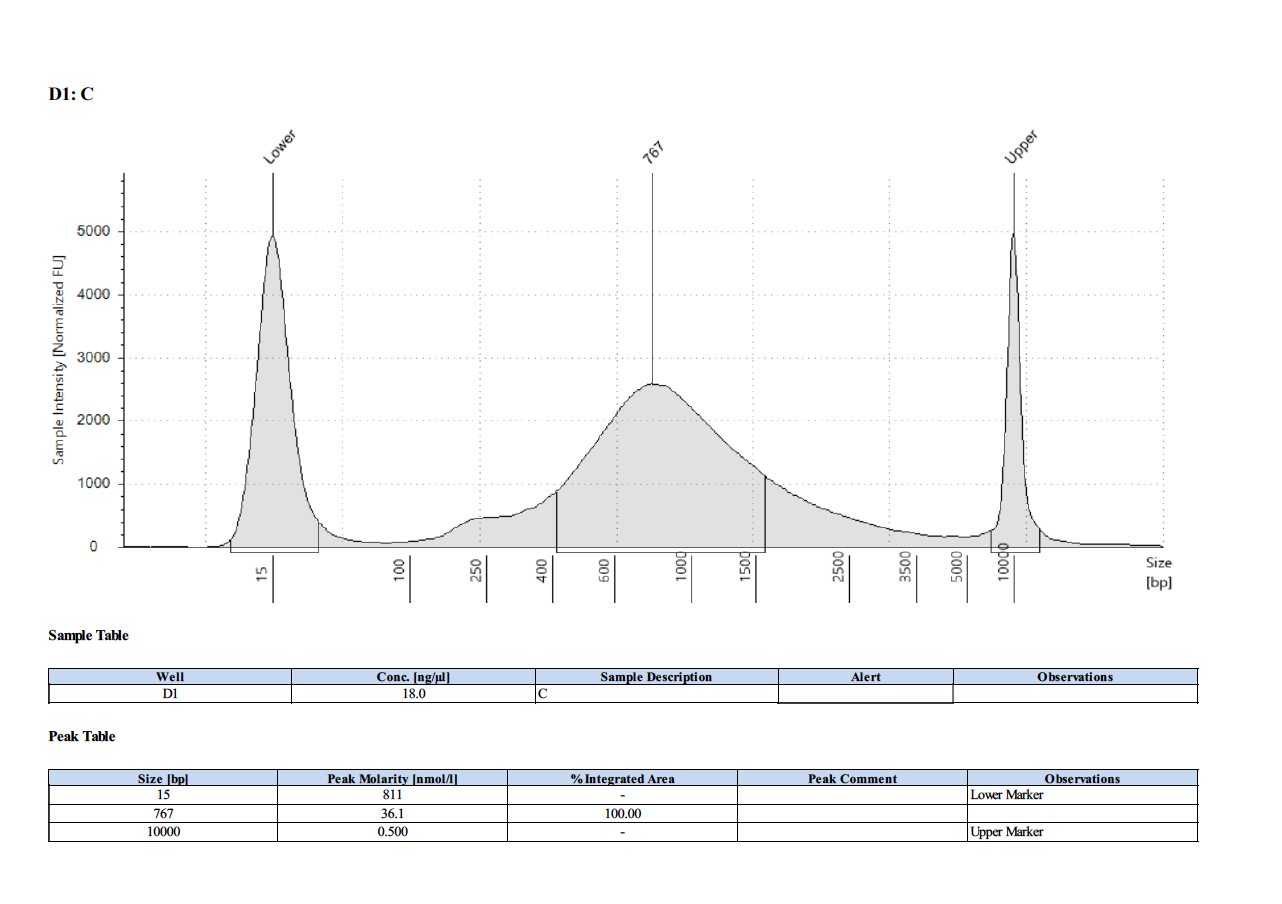 D1: C
Lower
767
Upper
Sample Intensity [Normalized FU]
5000
4000
3000
2000
1000
0
15
100
250
400
600
1000
1500
2500
3500
5000
10000
Size
[bp]
Sample Table
Well Conc. [ng/µl] Sample Description Alert Observations
D1 18.0 C
Peak Table
Size [bp] Peak Molarity [nmol/l] % Integrated Area Peak Comment Observations
15 811 - Lower Marker
767 36.1 100.00
10000 0.500 - Upper Marker